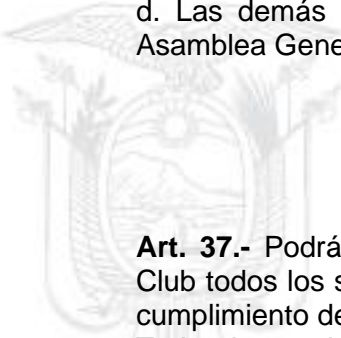 d. Las demás
Asamblea Gene
Art. 37.- Podrá
Club todos los s
cumplimiento de